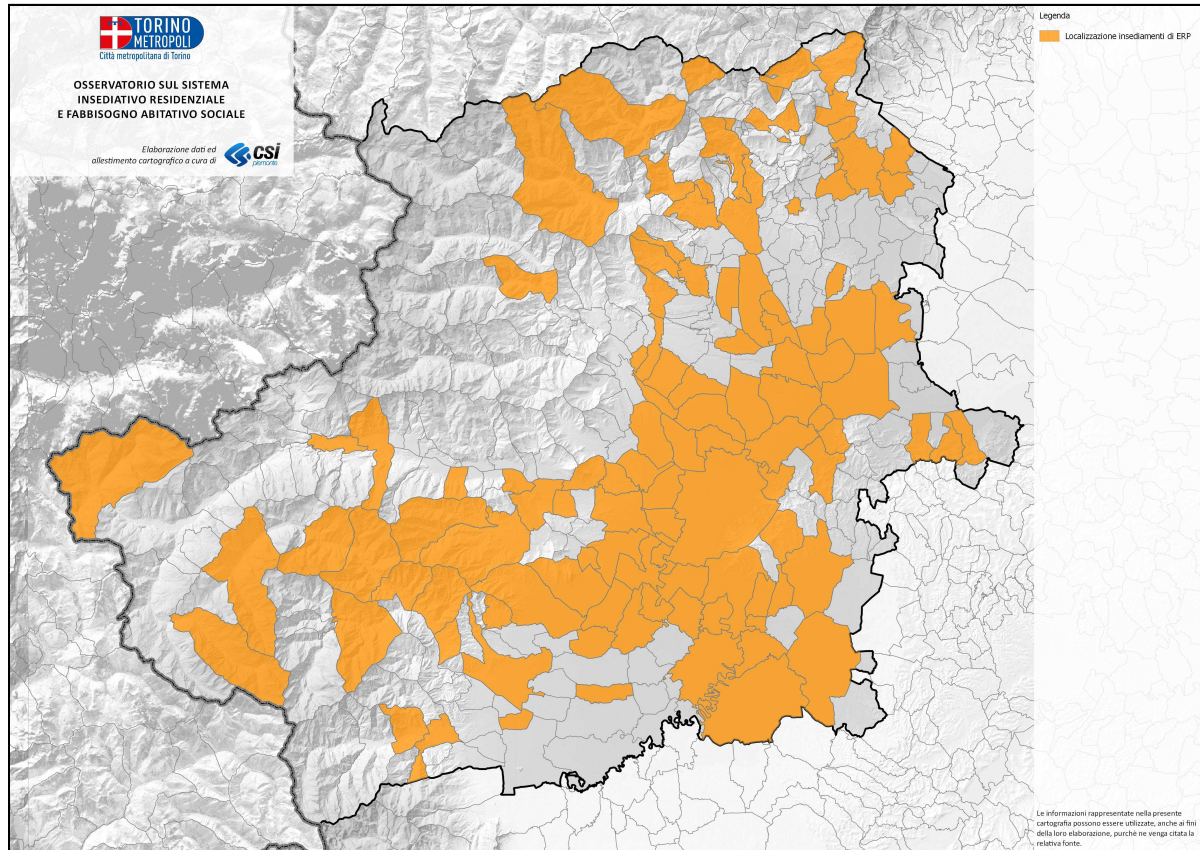 TORINO
METROPOLI
Città metropolitana di Torino
OSSERVATORIO SUL SISTEMA
INSEDIATIVO RESIDENZIALE
E FABBISOGNO ABITATIVO SOCIALE
Elaborazione dati ed
allestimento cartografico a cura di
CSI
piemonte
Legenda
Localizzazione insediamenti di ERP
Le informazioni rappresentate nella presente
cartografia possono essere utilizzate, anche ai fini
della loro elaborazione, purchè ne venga citata la
relativa fonte.